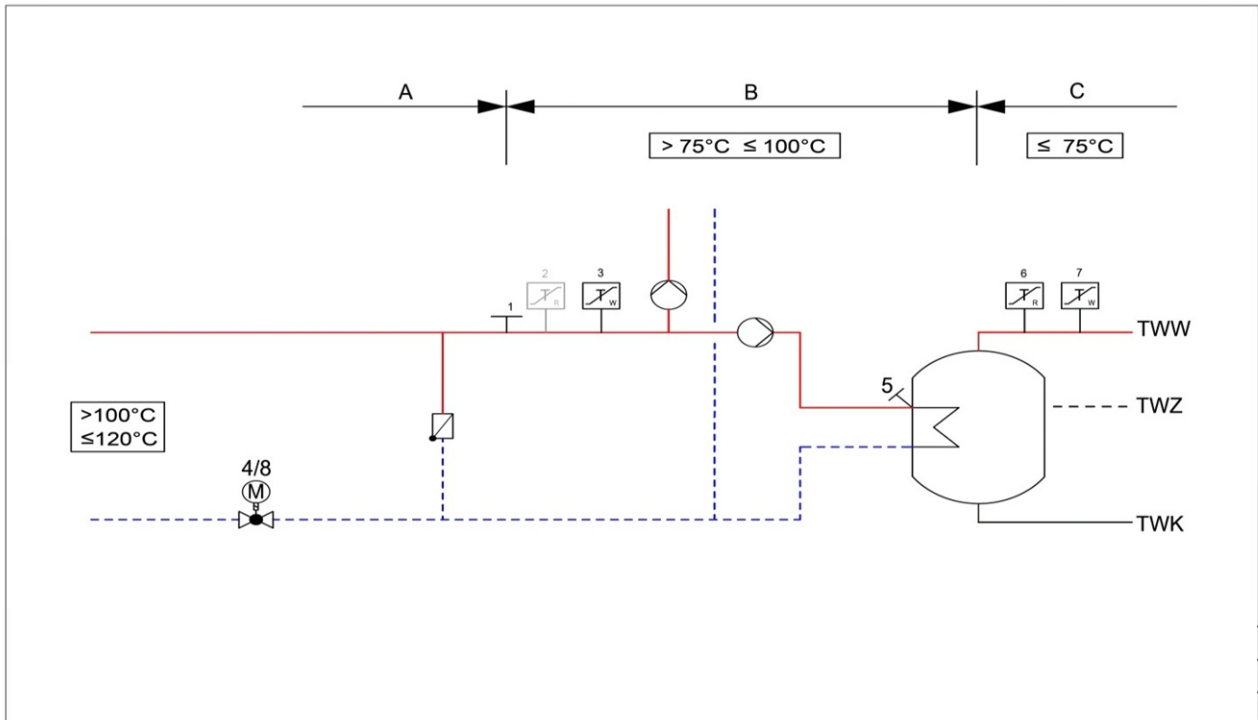 A
B
C
> 75°C ≤ 100°C
≤ 75°C
1
2
T R
3
T W
6
T R
7
T W
TWW
5
TWZ
>100°C
≤120°C
4/8
M
TWK